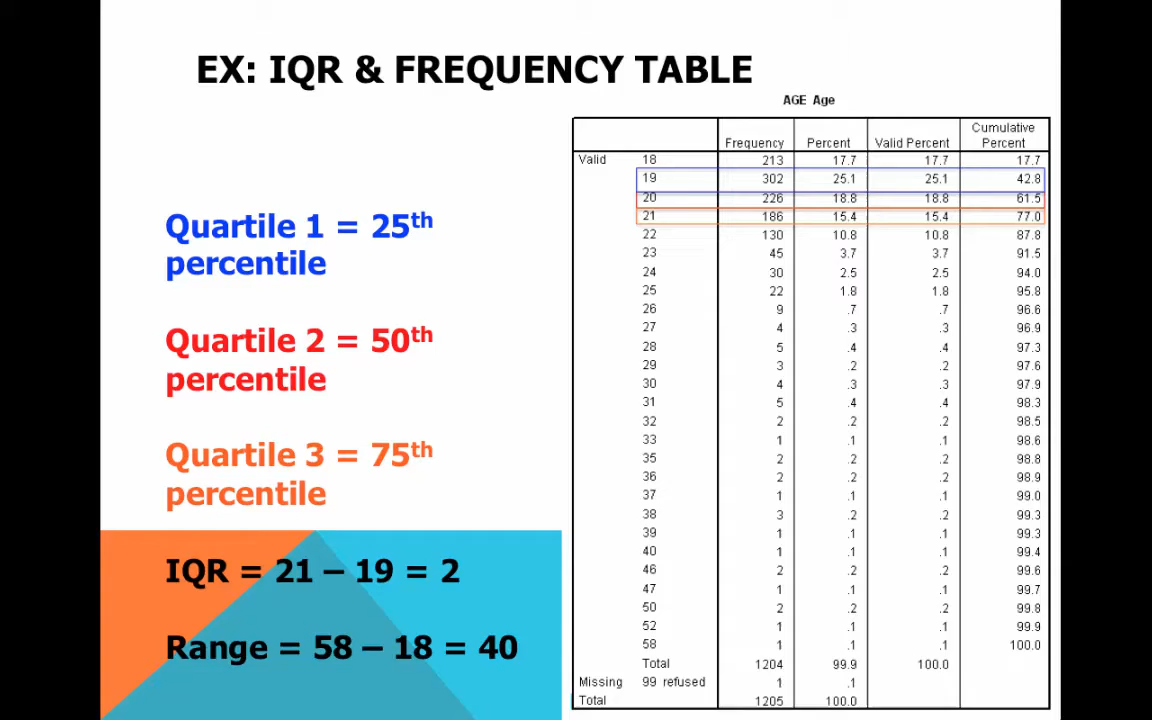 EX: IQR & FREQUENCY TABLE
Quartile 1 = 25th
percentile
Quartile 2 = 50th
percentile
Quartile 3 = 75th
percentile
IQR = 21 – 19 = 2
Range = 58 – 18 = 40
AGE Age
Frequency Percent Valid Percent Cumulative Percent
Valid 18 213 17.7 17.7 17.7
19 302 25.1 25.1 42.8
20 226 18.8 18.8 61.5
21 186 15.4 15.4 77.0
22 130 10.8 10.8 87.8
23 45 3.7 3.7 91.5
24 30 2.5 2.5 94.0
25 22 1.8 1.8 95.8
26 9 .7 .7 96.6
27 4 .3 .3 96.9
28 5 .4 .4 97.3
29 3 .2 .2 97.6
30 4 .3 .3 97.9
31 5 .4 .4 98.3
32 2 .2 .2 98.5
33 1 .1 .1 98.6
35 2 .2 .2 98.8
36 2 .2 .2 98.9
37 1 .1 .1 99.0
38 3 .2 .2 99.3
39 1 .1 .1 99.3
40 1 .1 .1 99.4
46 2 .2 .2 99.6
47 1 .1 .1 99.7
50 2 .2 .2 99.8
52 1 .1 .1 99.9
58 1 .1 .1 100.0
Total 1204 99.9 100.0
Missing 99 refused 1 .1
Total 1205 100.0